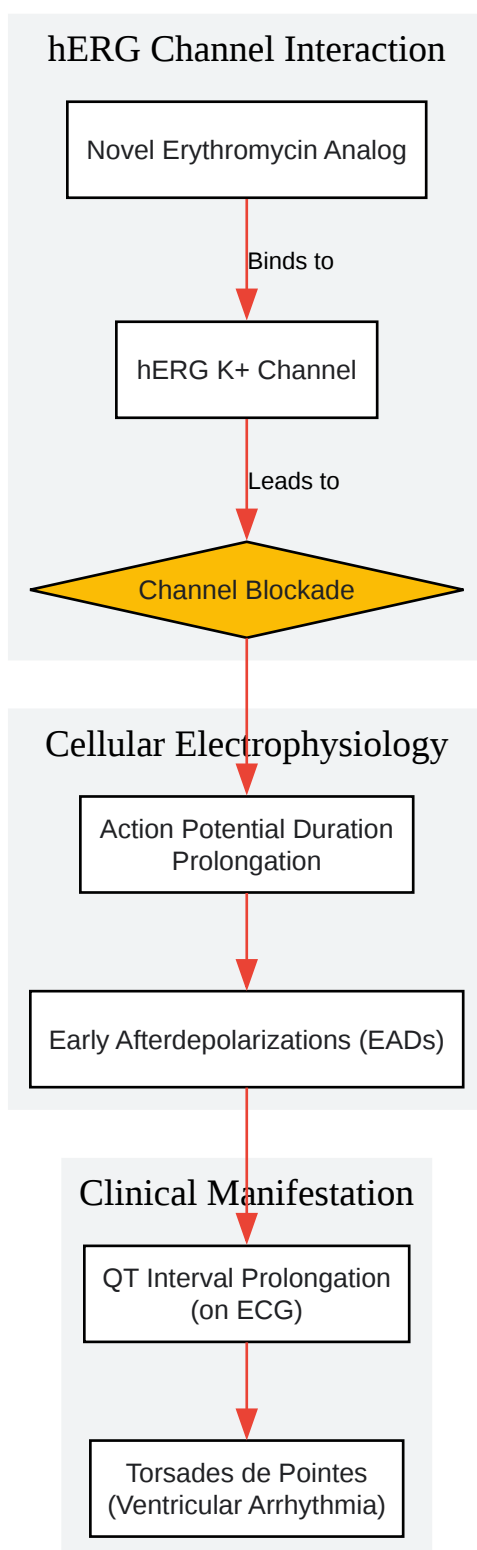 hERG Channel Interaction
Novel Erythromycin Analog
Binds to
hERG K+ Channel
Leads to
Channel Blockade
Cellular Electrophysiology
Action Potential Duration
Prolongation
Early Afterdepolarizations (EADs)
Clinical Manifestation
QT Interval Prolongation
(on ECG)
Torsades de Pointes
(Ventricular Arrhythmia)